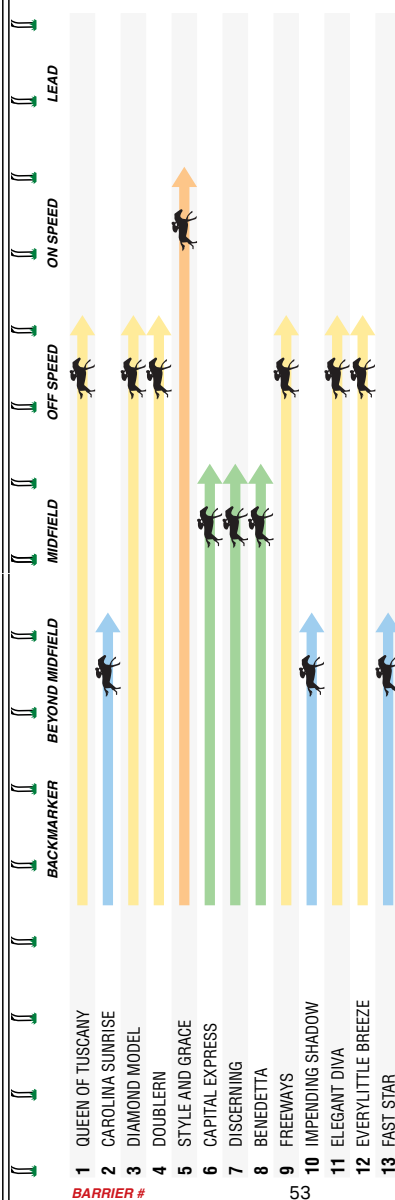 BACKMARKER BEYOND MIDFIELD MIDFIELD OFF SPEED ON SPEED LEAD
1 QUEEN OF TUSCANY
2 CAROLINA SUNRISE
3 DIAMOND MODEL
4 DOUBLERN
5 STYLE AND GRACE
6 CAPITAL EXPRESS
7 DISCERNING
8 BENEDETTA
9 FREEWAYS
10 IMPENDING SHADOW
11 ELEGANT DIVA
12 EVERYLITTLE BREEZE
13 FAST STAR
BARRIER #
53